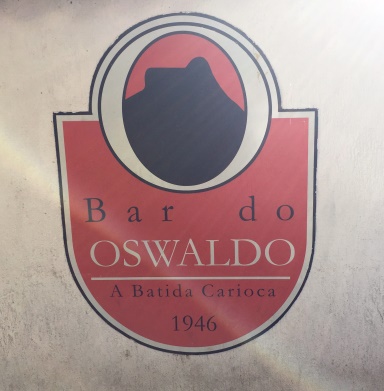 Bar do
OSWALDO
A Batida Carioca
1946